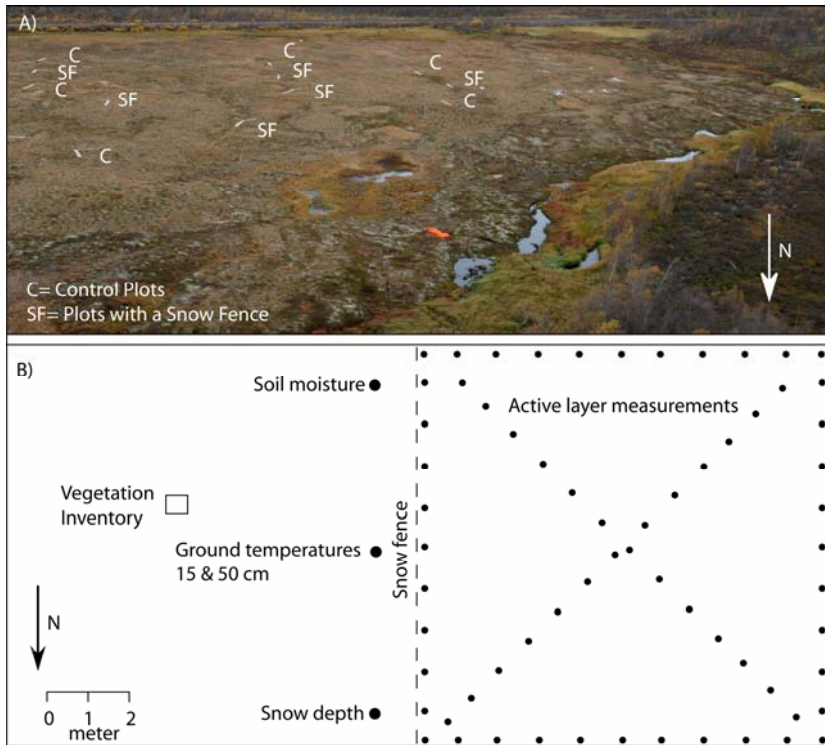 A)
C
SF
C
SF
C
C
SF
SF
SF
C
SF
C
N
C= Control Plots
SF= Plots with a Snow Fence
B)
Soil moisture
Active layer measurements
Vegetation
Inventory
Ground temperatures
15 & 50 cm
Snow fence
N
0 1 2
meter
Snow depth